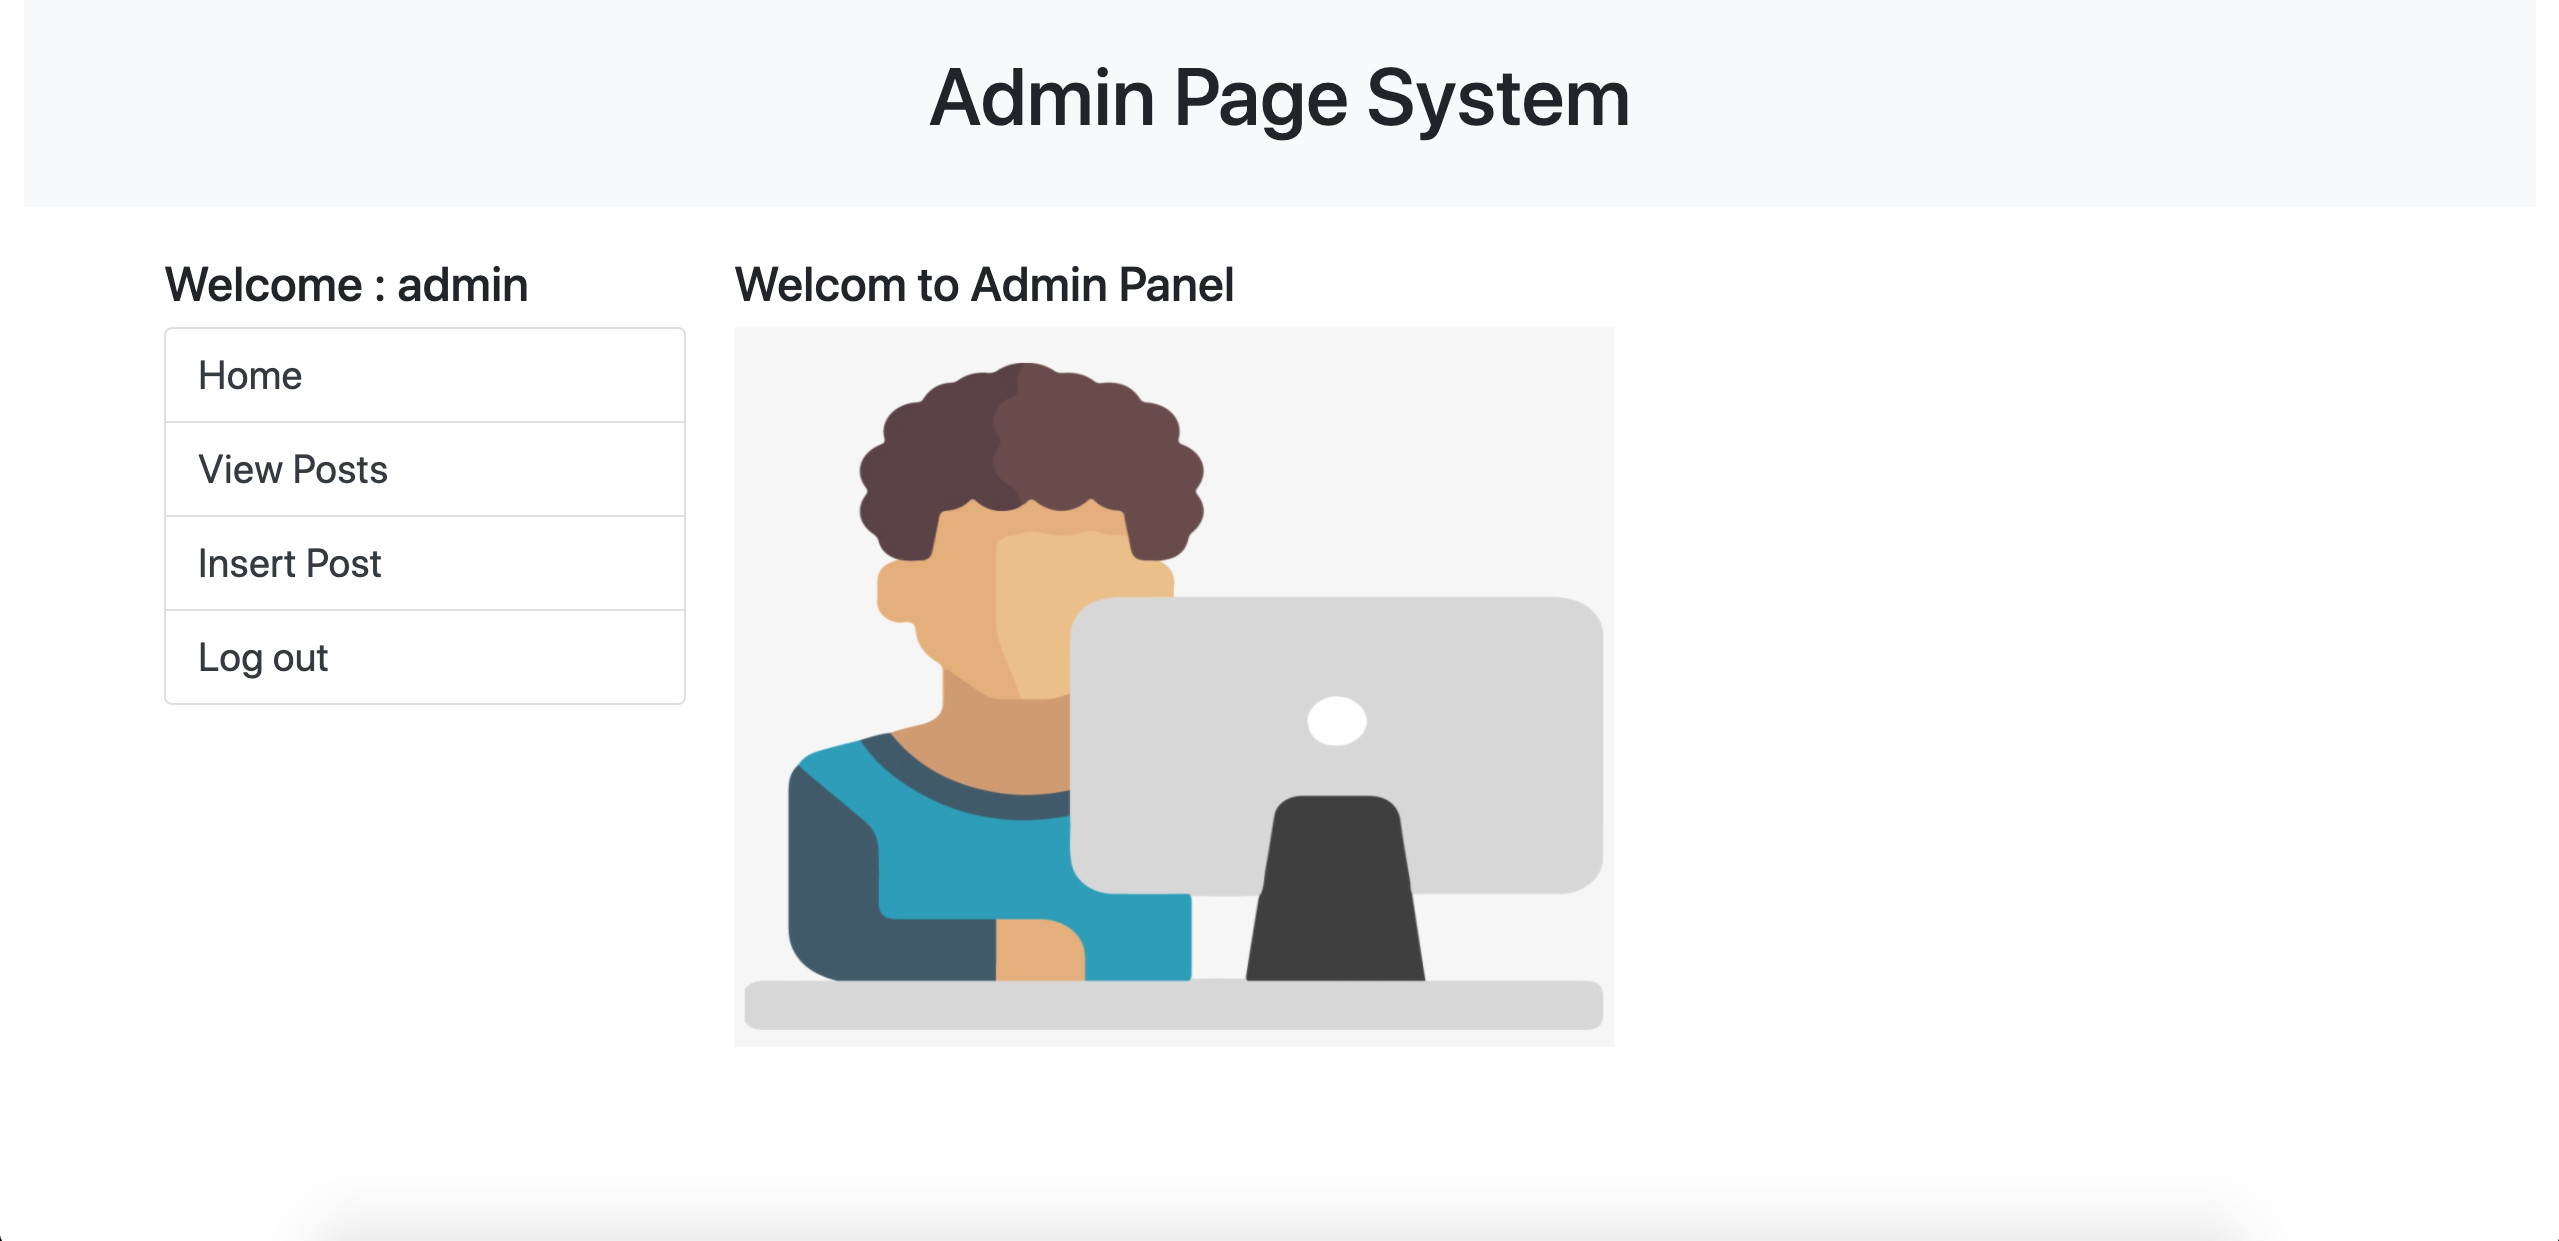 Admin Page System
Welcome : admin
Home
View Posts
Insert Post
Log out
Welcom to Admin Panel